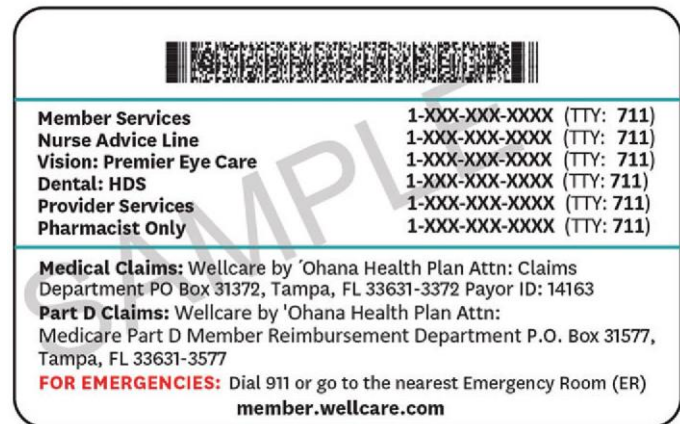 Member Services 1-XXX-XXX-XXXX (TTY: 711)
Nurse Advice Line 1-XXX-XXX-XXXX (TTY: 711)
Vision: Premier Eye Care 1-XXX-XXX-XXXX (TTY: 711)
Dental: HDS 1-XXX-XXX-XXXX (TTY: 711)
Provider Services 1-XXX-XXX-XXXX (TTY: 711)
Pharmacist Only 1-XXX-XXX-XXXX (TTY: 711)
SAMPLE
Medical Claims: Wellcare by ´Ohana Health Plan Attn: Claims
Department PO Box 31372, Tampa, FL 33631-3372 Payor ID: 14163
Part D Claims: Wellcare by 'Ohana Health Plan Attn:
Medicare Part D Member Reimbursement Department P.O. Box 31577,
Tampa, FL 33631-3577
FOR EMERGENCIES: Dial 911 or go to the nearest Emergency Room (ER)
member.wellcare.com